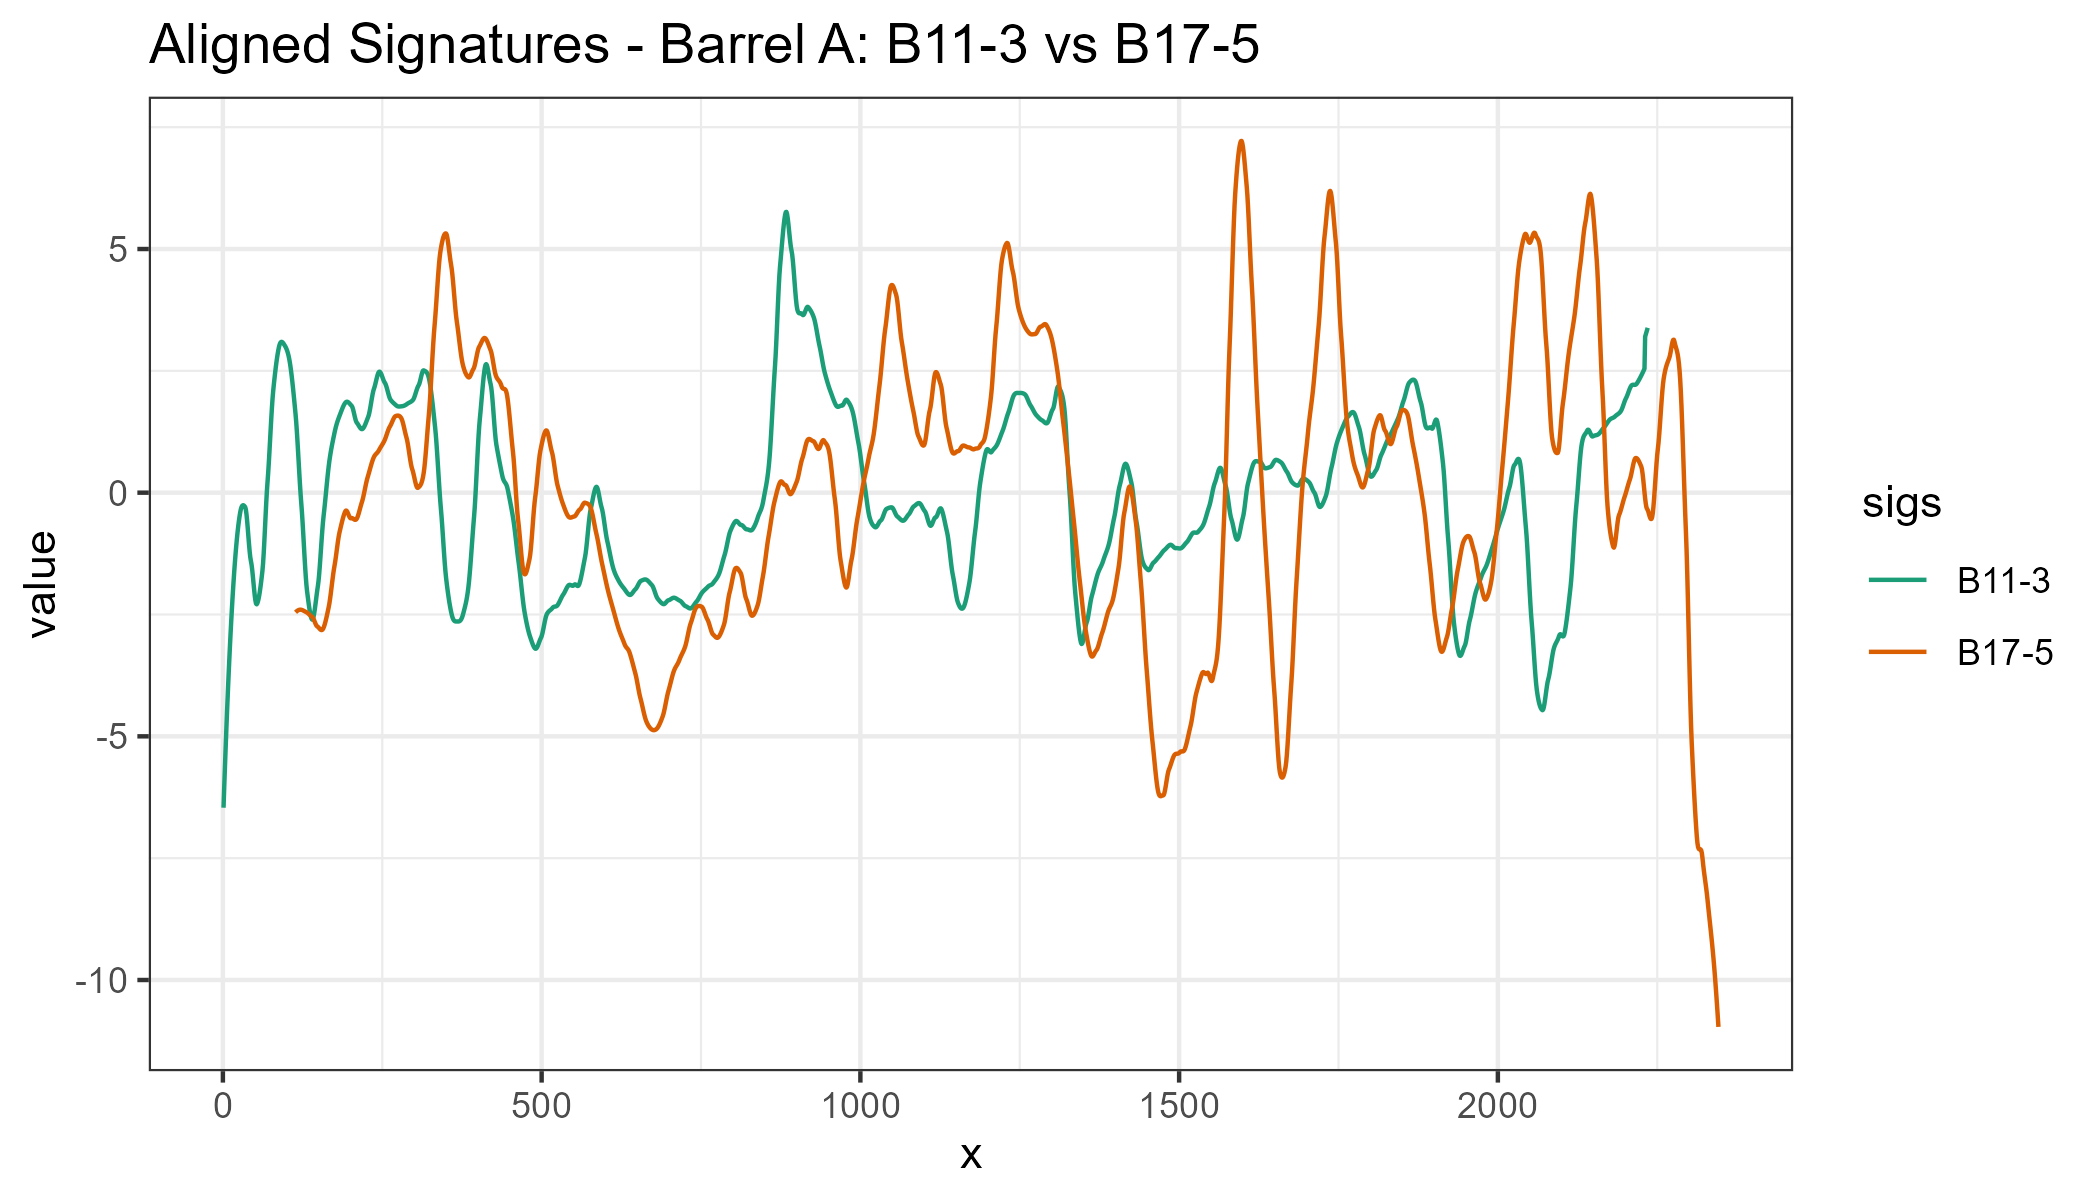 Aligned Signatures - Barrel A: B11-3 vs B17-5
value
5
0
-5
-10
0 500 1000 1500 2000
x
sigs
B11-3
B17-5